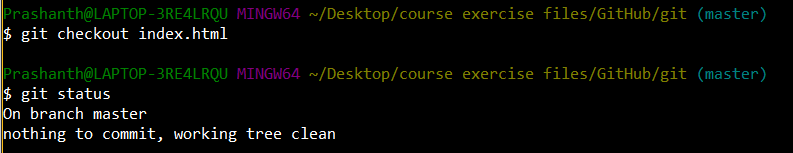 Prashanth@LAPTOP-3RE4LRQU MINGW64 ~/Desktop/course exercise files/GitHub/git (master)
$ git checkout index.html
Prashanth@LAPTOP-3RE4LRQU MINGW64 ~/Desktop/course exercise files/GitHub/git (master)
$ git status
On branch master
nothing to commit, working tree clean